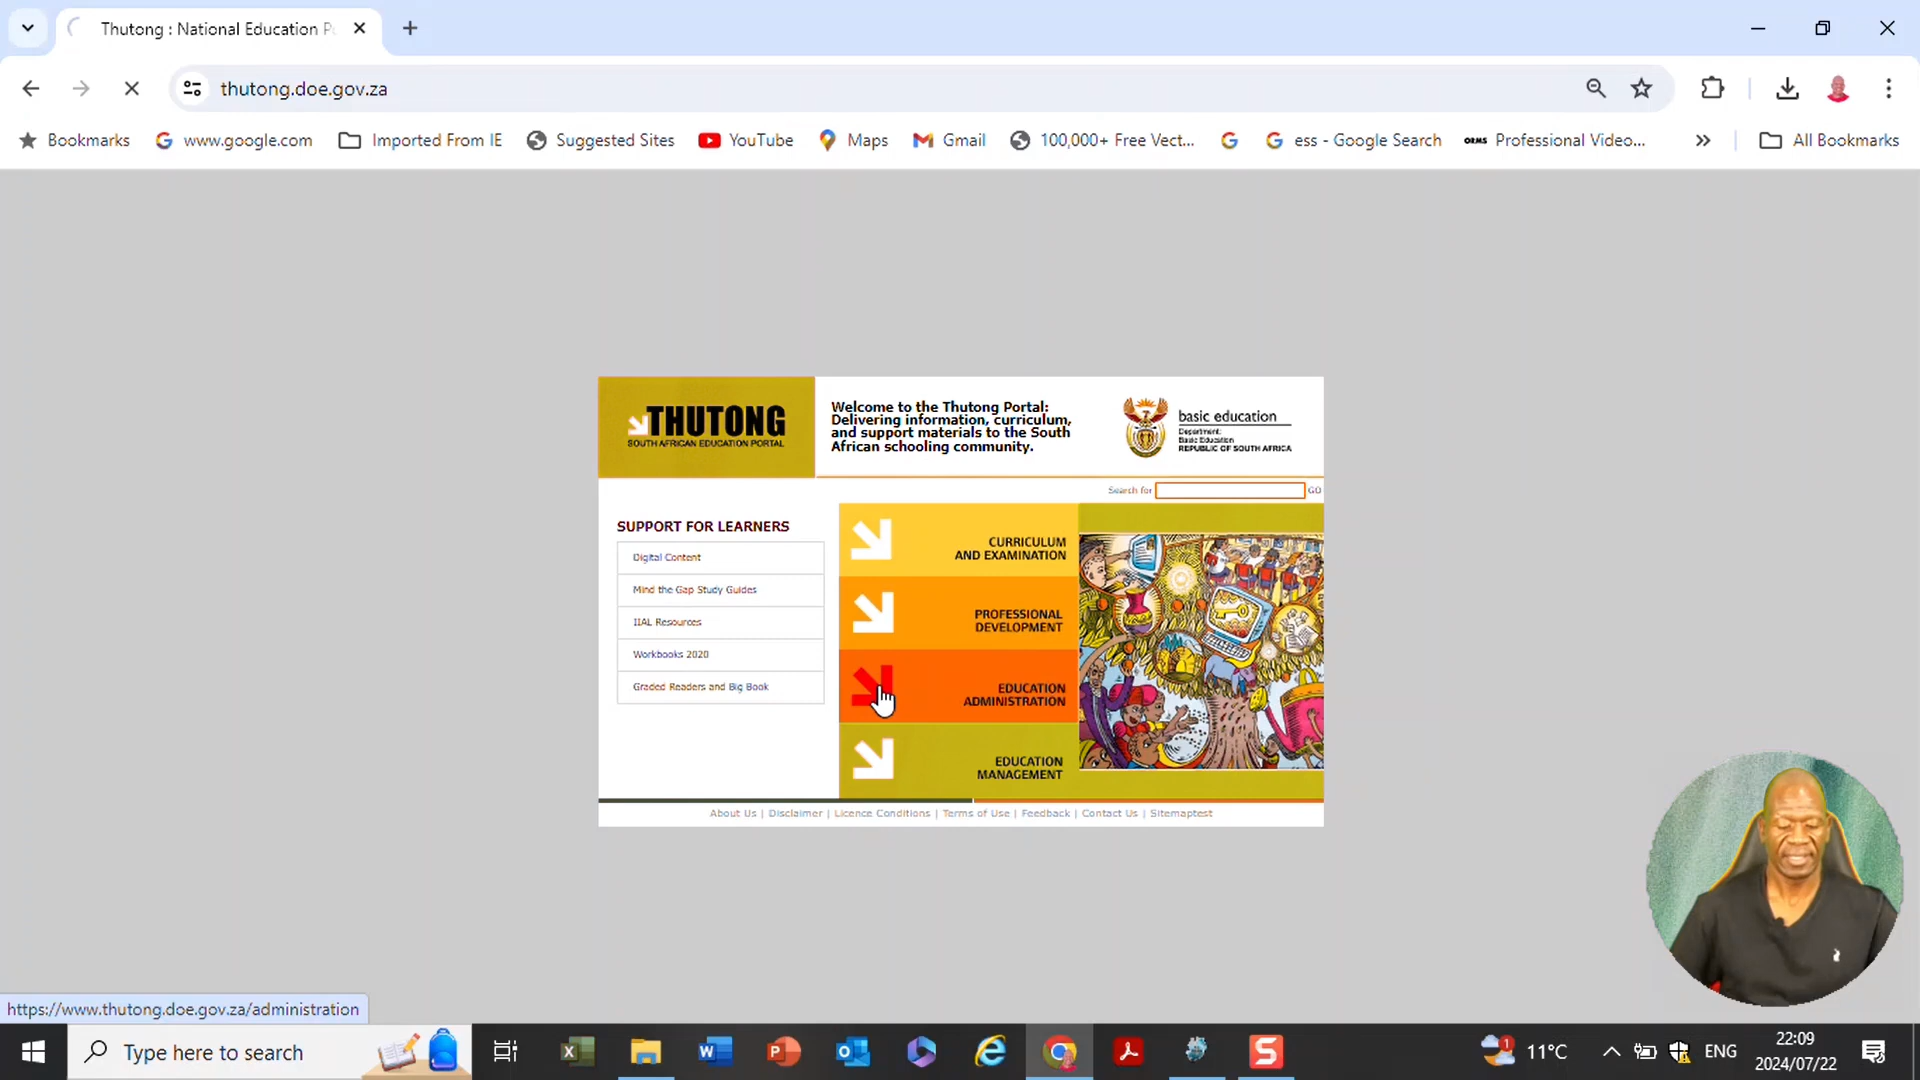 Thutong : National Education P
thutong.doe.gov.za
Bookmarks
www.google.com
Imported From IE
Suggested Sites
YouTube
Maps
Gmail
100,000+ Free Vect...
ess - Google Search
ORMS
Professional Video...
All Bookmarks
THUTONG
SOUTH AFRICAN EDUCATION PORTAL
Welcome to the Thutong Portal:
Delivering information, curriculum,
and support materials to the South
African schooling community.
basic education
Department:
Basic Education
REPUBLIC OF SOUTH AFRICA
Search for
GO
SUPPORT FOR LEARNERS
Digital Content
Mind the Gap Study Guides
IIAL Resources
Workbooks 2020
Graded Readers and Big Book
CURRICULUM
AND EXAMINATION
PROFESSIONAL
DEVELOPMENT
EDUCATION
ADMINISTRATION
EDUCATION
MANAGEMENT
About Us | Disclaimer | Licence Conditions | Terms of Use | Feedback | Contact Us | Sitemaptest
https://www.thutong.doe.gov.za/administration
Type here to search
1
11°C
ENG
22:09
2024/07/22